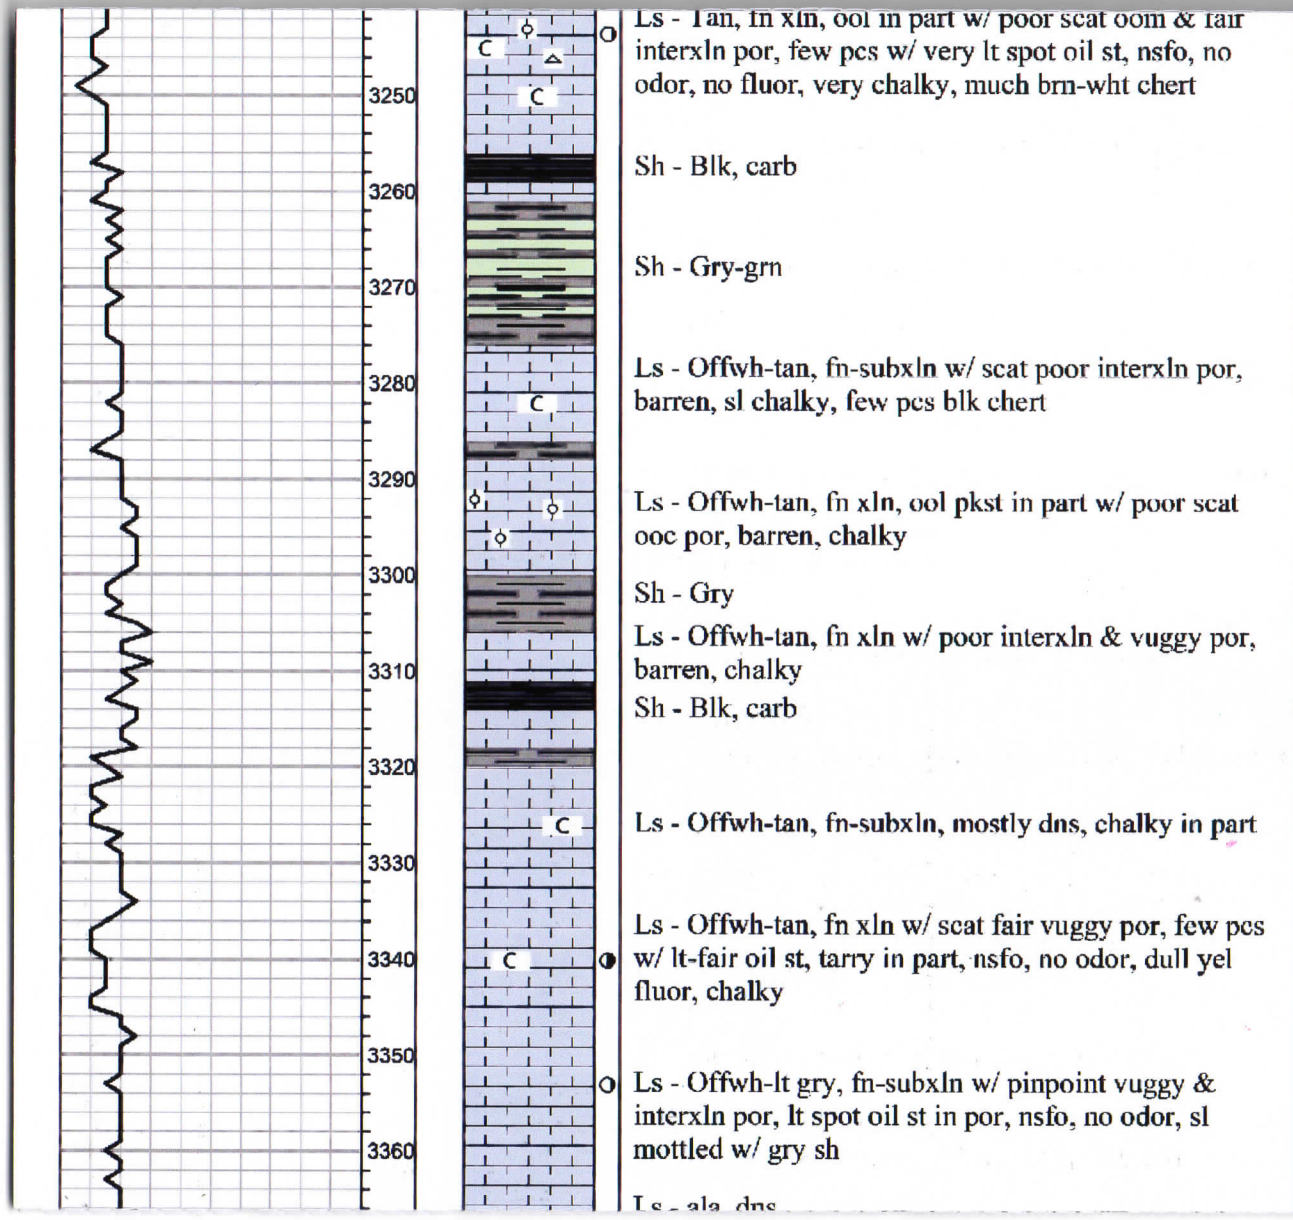 Ls - Tan, fn xln, ool in part w/ poor scat oom & fair
interxln por, few pcs w/ very lt spot oil st, nsfo, no
odor, no fluor, very chalky, much brn-wht chert
C
C
3250
Sh - Blk, carb
3260
Sh - Gry-grn
3270
Ls - Offwh-tan, fn-subxln w/ scat poor interxln por,
3280
barren, sl chalky, few pcs blk chert
C
3290
Ls - Offwh-tan, fn xln, ool pkst in part w/ poor scat
ooc por, barren, chalky
3300
Sh - Gry
Ls - Offwh-tan, fn xln w/ poor interxln & vuggy por,
barren, chalky
3310
Sh - Blk, carb
3320
Ls - Offwh-tan, fn-subxln, mostly dns, chalky in part
C
3330
Ls - Offwh-tan, fn xln w/ scat fair vuggy por, few pcs
w/ lt-fair oil st, tarry in part, nsfo, no odor, dull yel
3340
C
fluor, chalky
3350
Ls - Offwh-lt gry, fn-subxln w/ pinpoint vuggy &
interxln por, lt spot oil st in por, nsfo, no odor, sl
mottled w/ gry sh
3360
Ls - ala, dns